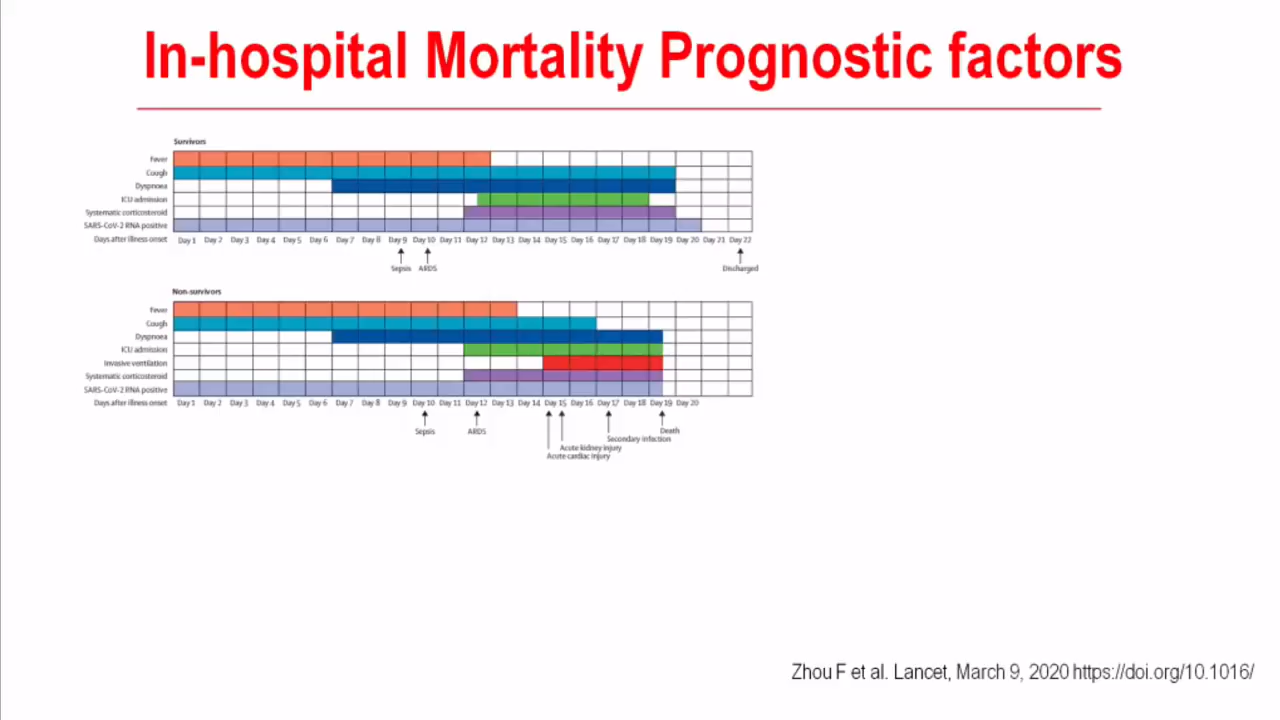 In-hospital Mortality Prognostic factors
Survivors
Fever
Cough
Dyspnoea
ICU admission
Systematic corticosteroid
SARS-CoV-2 RNA positive
Days after illness onset Day 1 Day 2 Day 3 Day 4 Day 5 Day 6 Day 7 Day 8 Day 9 Day 10 Day 11 Day 12 Day 13 Day 14 Day 15 Day 16 Day 17 Day 18 Day 19 Day 20 Day 21 Day 22
Sepsis ARDS Discharged
Non-survivors
Fever
Cough
Dyspnoea
ICU admission
Invasive ventilation
Systematic corticosteroid
SARS-CoV-2 RNA positive
Days after illness onset Day 1 Day 2 Day 3 Day 4 Day 5 Day 6 Day 7 Day 8 Day 9 Day 10 Day 11 Day 12 Day 13 Day 14 Day 15 Day 16 Day 17 Day 18 Day 19 Day 20
Sepsis ARDS Death
Secondary infection
Acute kidney injury
Acute cardiac injury
Zhou F et al. Lancet, March 9, 2020 https://doi.org/10.1016/